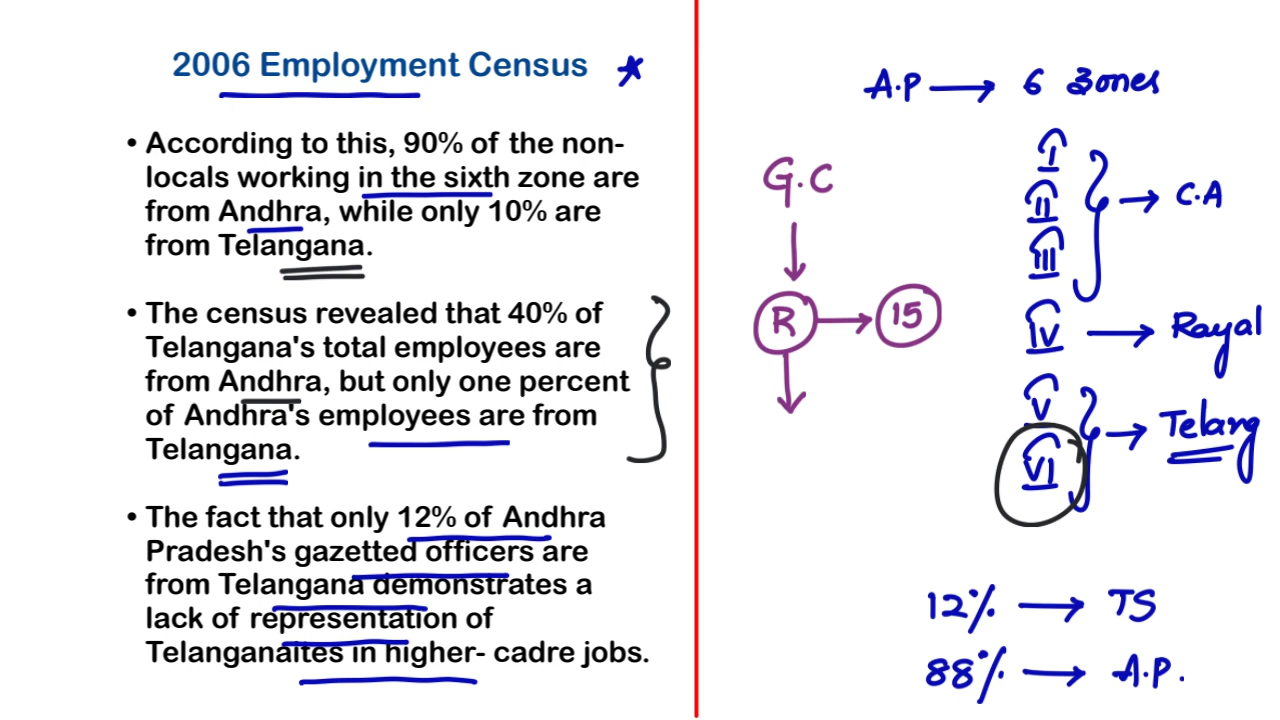 2006 Employment Census
• According to this, 90% of the non-
locals working in the sixth zone are
from Andhra, while only 10% are
from Telangana.
• The census revealed that 40% of
Telangana's total employees are
from Andhra, but only one percent
of Andhra's employees are from
Telangana.
• The fact that only 12% of Andhra
Pradesh's gazetted officers are
from Telangana demonstrates a
lack of representation of
Telanganaites in higher- cadre jobs.
A.P → 6 Zones
G.C
R → 15
I
II
III
→ C.A
IV → Rayal
V
VI
→ Telang
12% → TS
88% → A.P.